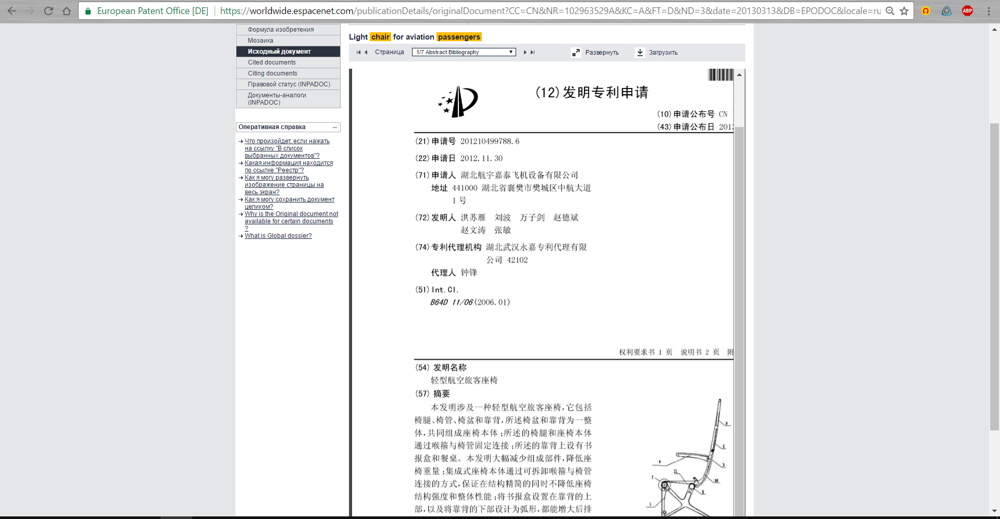 European Patent Office [DE]
https://worldwide.espacenet.com/publicationDetails/originalDocument?CC=CN&NR=102963529A&KC=A&FT=D&ND=3&date=20130313&DB=EPODOC&locale=ru
ABP
Формула изобретения
Мозаика
Исходный документ
Cited documents
Citing documents
Правовой статус (INPADOC)
Документы-аналоги
(INPADOC)
Оперативная справка
Что произойдет, если нажать
на ссылку "В список
выбранных документов"?
Какая информация находится
по ссылке "Реестр"?
Как я могу развернуть
изображение страницы на
весь экран?
Как я могу сохранить документ
целиком?
Why is the Original document not
available for certain documents
?
What is Global dossier?
Light chair for aviation passengers
Страница 1/7 Abstract Bibliography Развернуть Загрузить
(12)发明专利申请
(10)申请公布号 CN
(43)申请公布日 2013
(21)申请号 201210499788.6
(22)申请日 2012.11.30
(71)申请人 湖北航宇嘉泰飞机设备有限公司
地址 441000 湖北省襄樊市樊城区中航大道
1 号
(72)发明人 洪苏雁 刘波 万子剑 赵德斌
赵文涛 张敏
(74)专利代理机构 湖北武汉永嘉专利代理有限
公司 42102
代理人 钟锋
(51)Int.Cl.
B64D 11/06(2006.01)
权利要求书 1 页 说明书 2 页 附
(54) 发明名称
轻型航空旅客座椅
(57) 摘要
本发明涉及一种轻型航空旅客座椅,它包括
椅腿、椅管、椅盆和靠背,所述椅盆和靠背为一整
体,共同组成座椅本体;所述的椅腿和座椅本体
通过喉箍与椅管固定连接;所述的靠背上设有书
报盒和餐桌。本发明大幅减少组成部件,降低座
椅重量;集成式座椅本体通过可拆卸喉箍与椅管
连接的方式,保证在结构精简的同时不降低座椅
结构强度和整体性能;将书报盒设置在靠背的上
部,以及将靠背的下部设计为弧形,都能增大后排
5
4
3
11
10
2
1